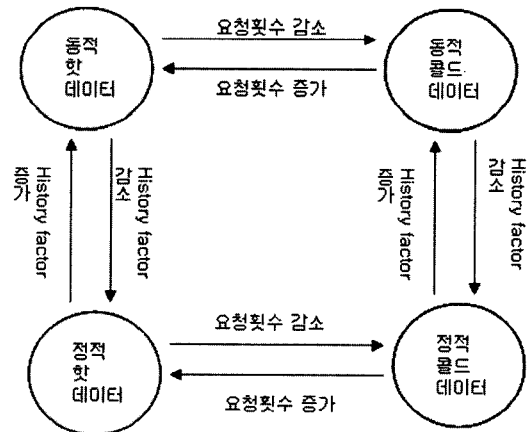 동적
핫
데이터
요청횟수 감소
요청횟수 증가
동적
콜드
데이터
History factor
증가
History factor
감소
History factor
증가
History factor
감소
정적
핫
데이터
요청횟수 감소
요청횟수 증가
정적
콜드
데이터